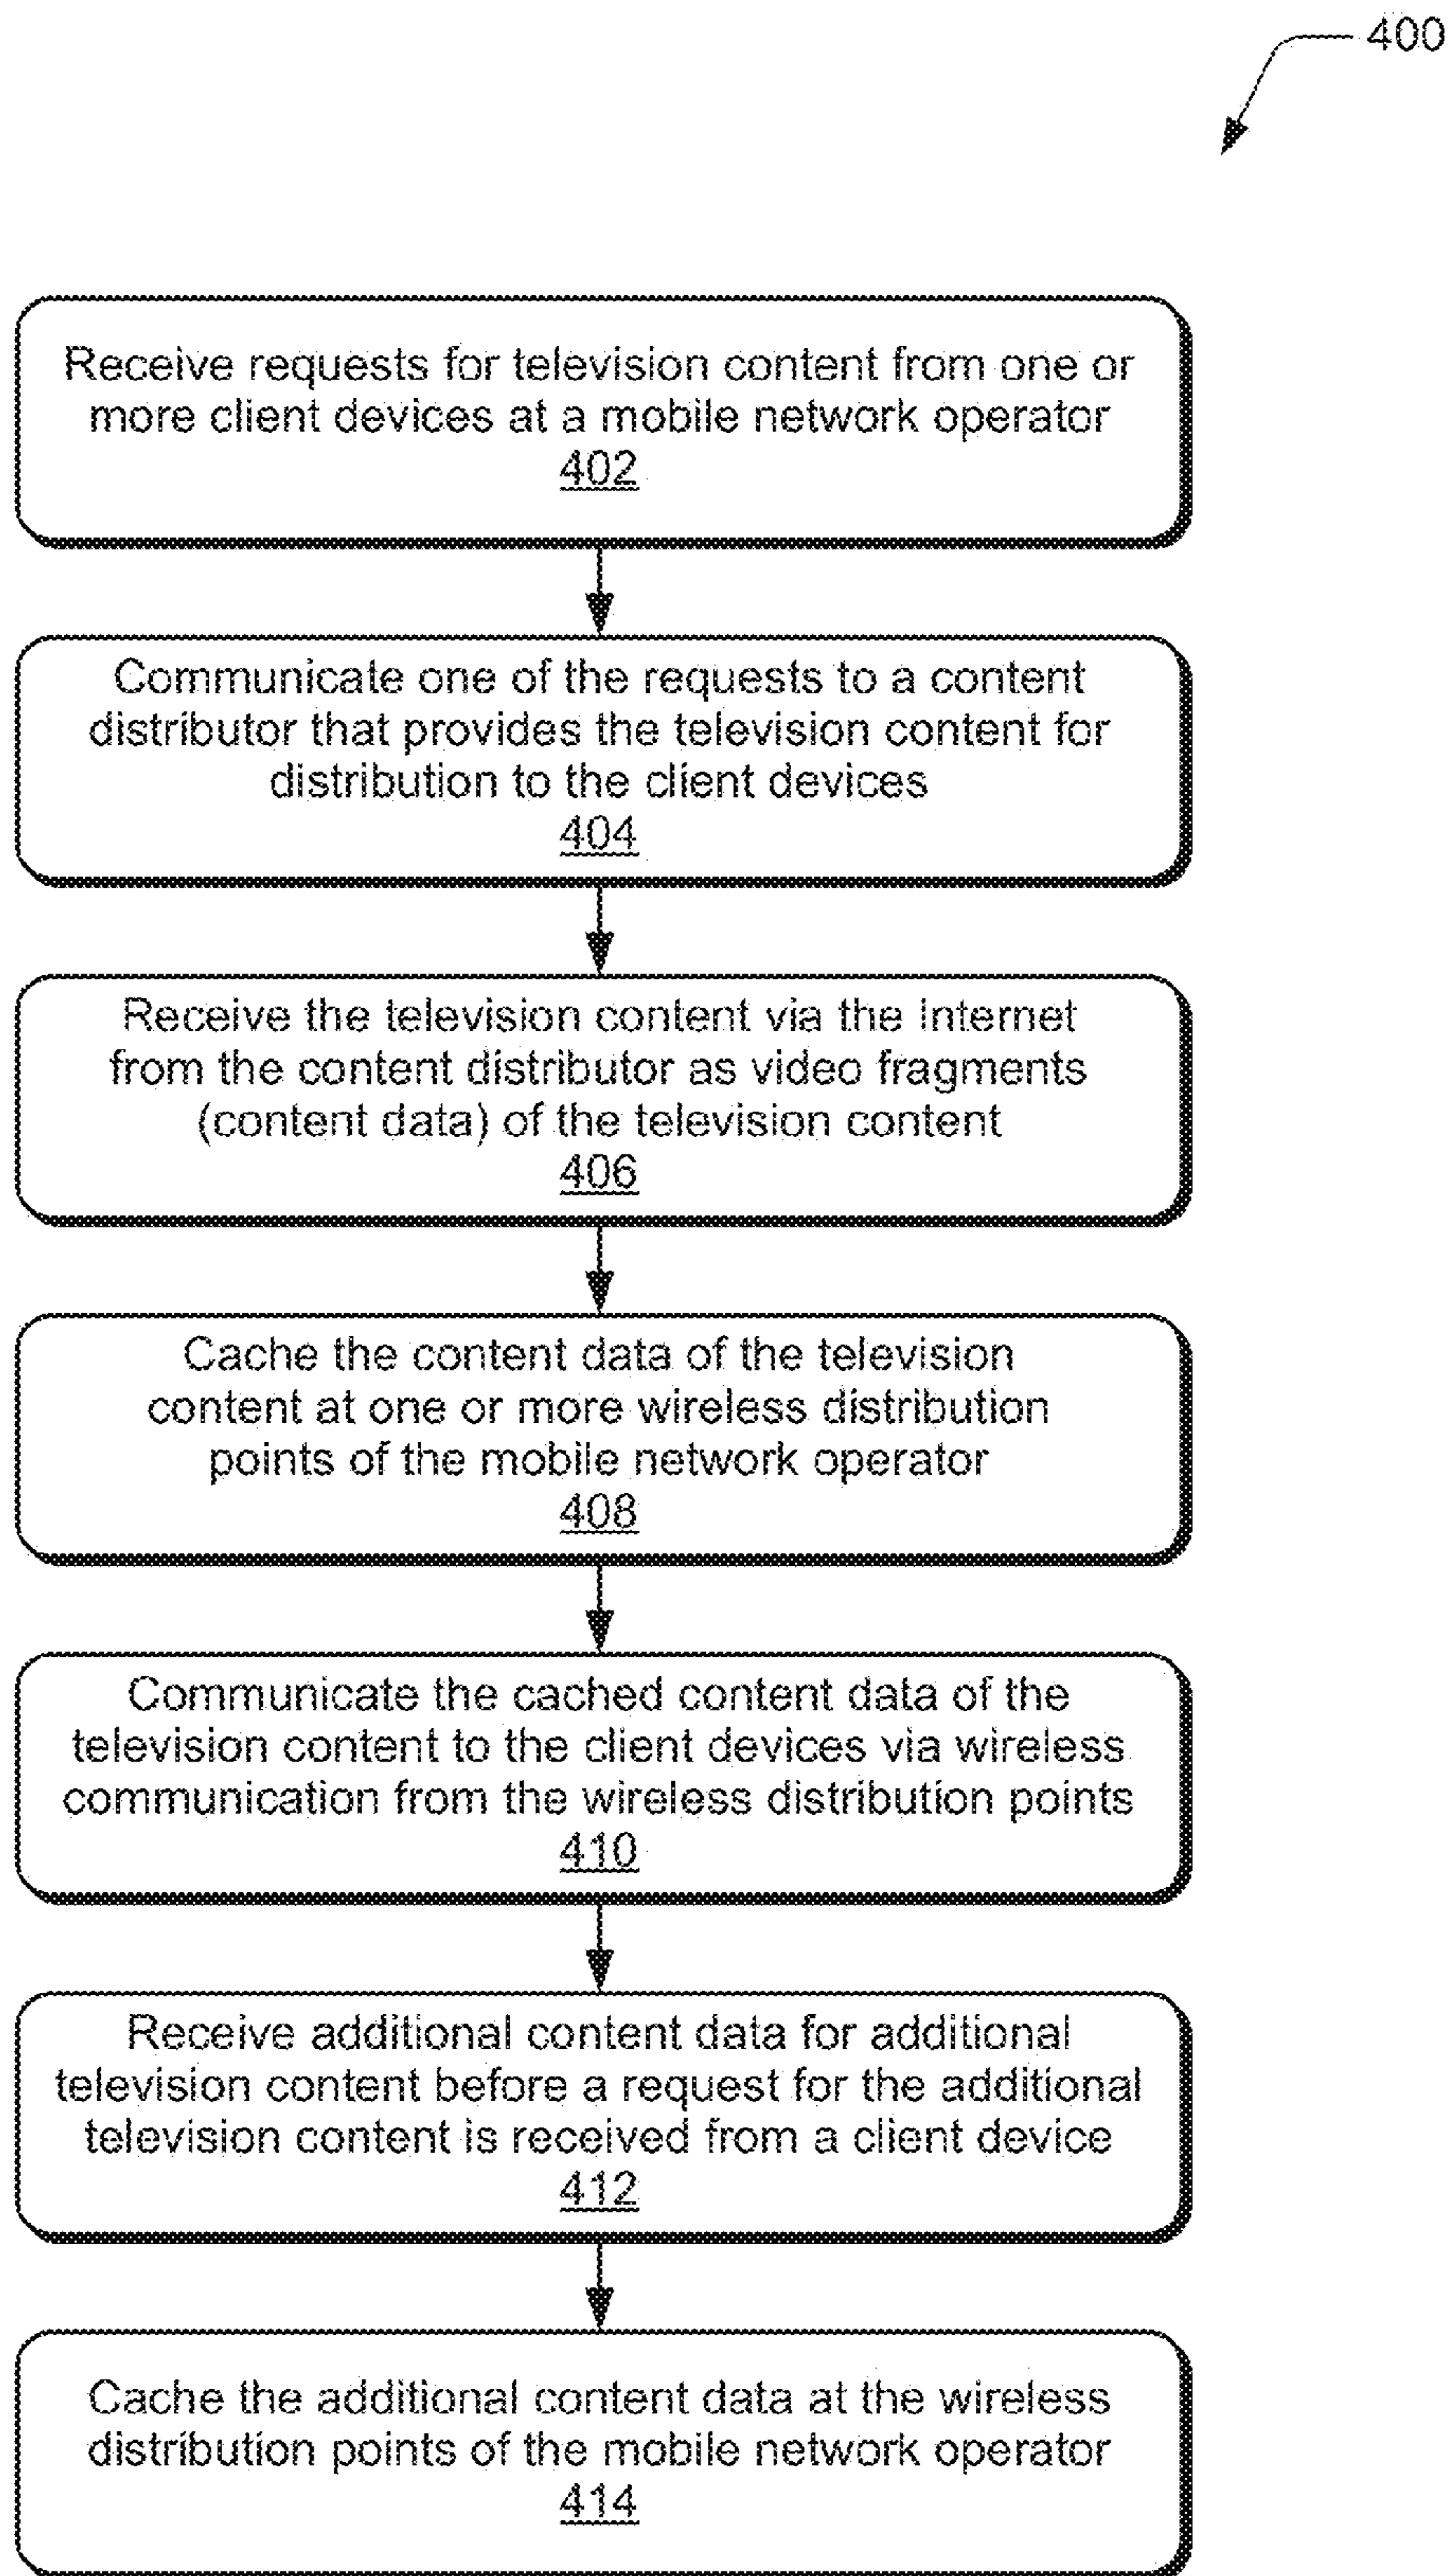 400
Receive requests for television content from one or
more client devices at a mobile network operator
402
Communicate one of the requests to a content
distributor that provides the television content for
distribution to the client devices
404
Receive the television content via the Internet
from the content distributor as video fragments
(content data) of the television content
406
Cache the content data of the television
content at one or more wireless distribution
points of the mobile network operator
408
Communicate the cached content data of the
television content to the client devices via wireless
communication from the wireless distribution points
410
Receive additional content data for additional
television content before a request for the additional
television content is received from a client device
412
Cache the additional content data at the wireless
distribution points of the mobile network operator
414